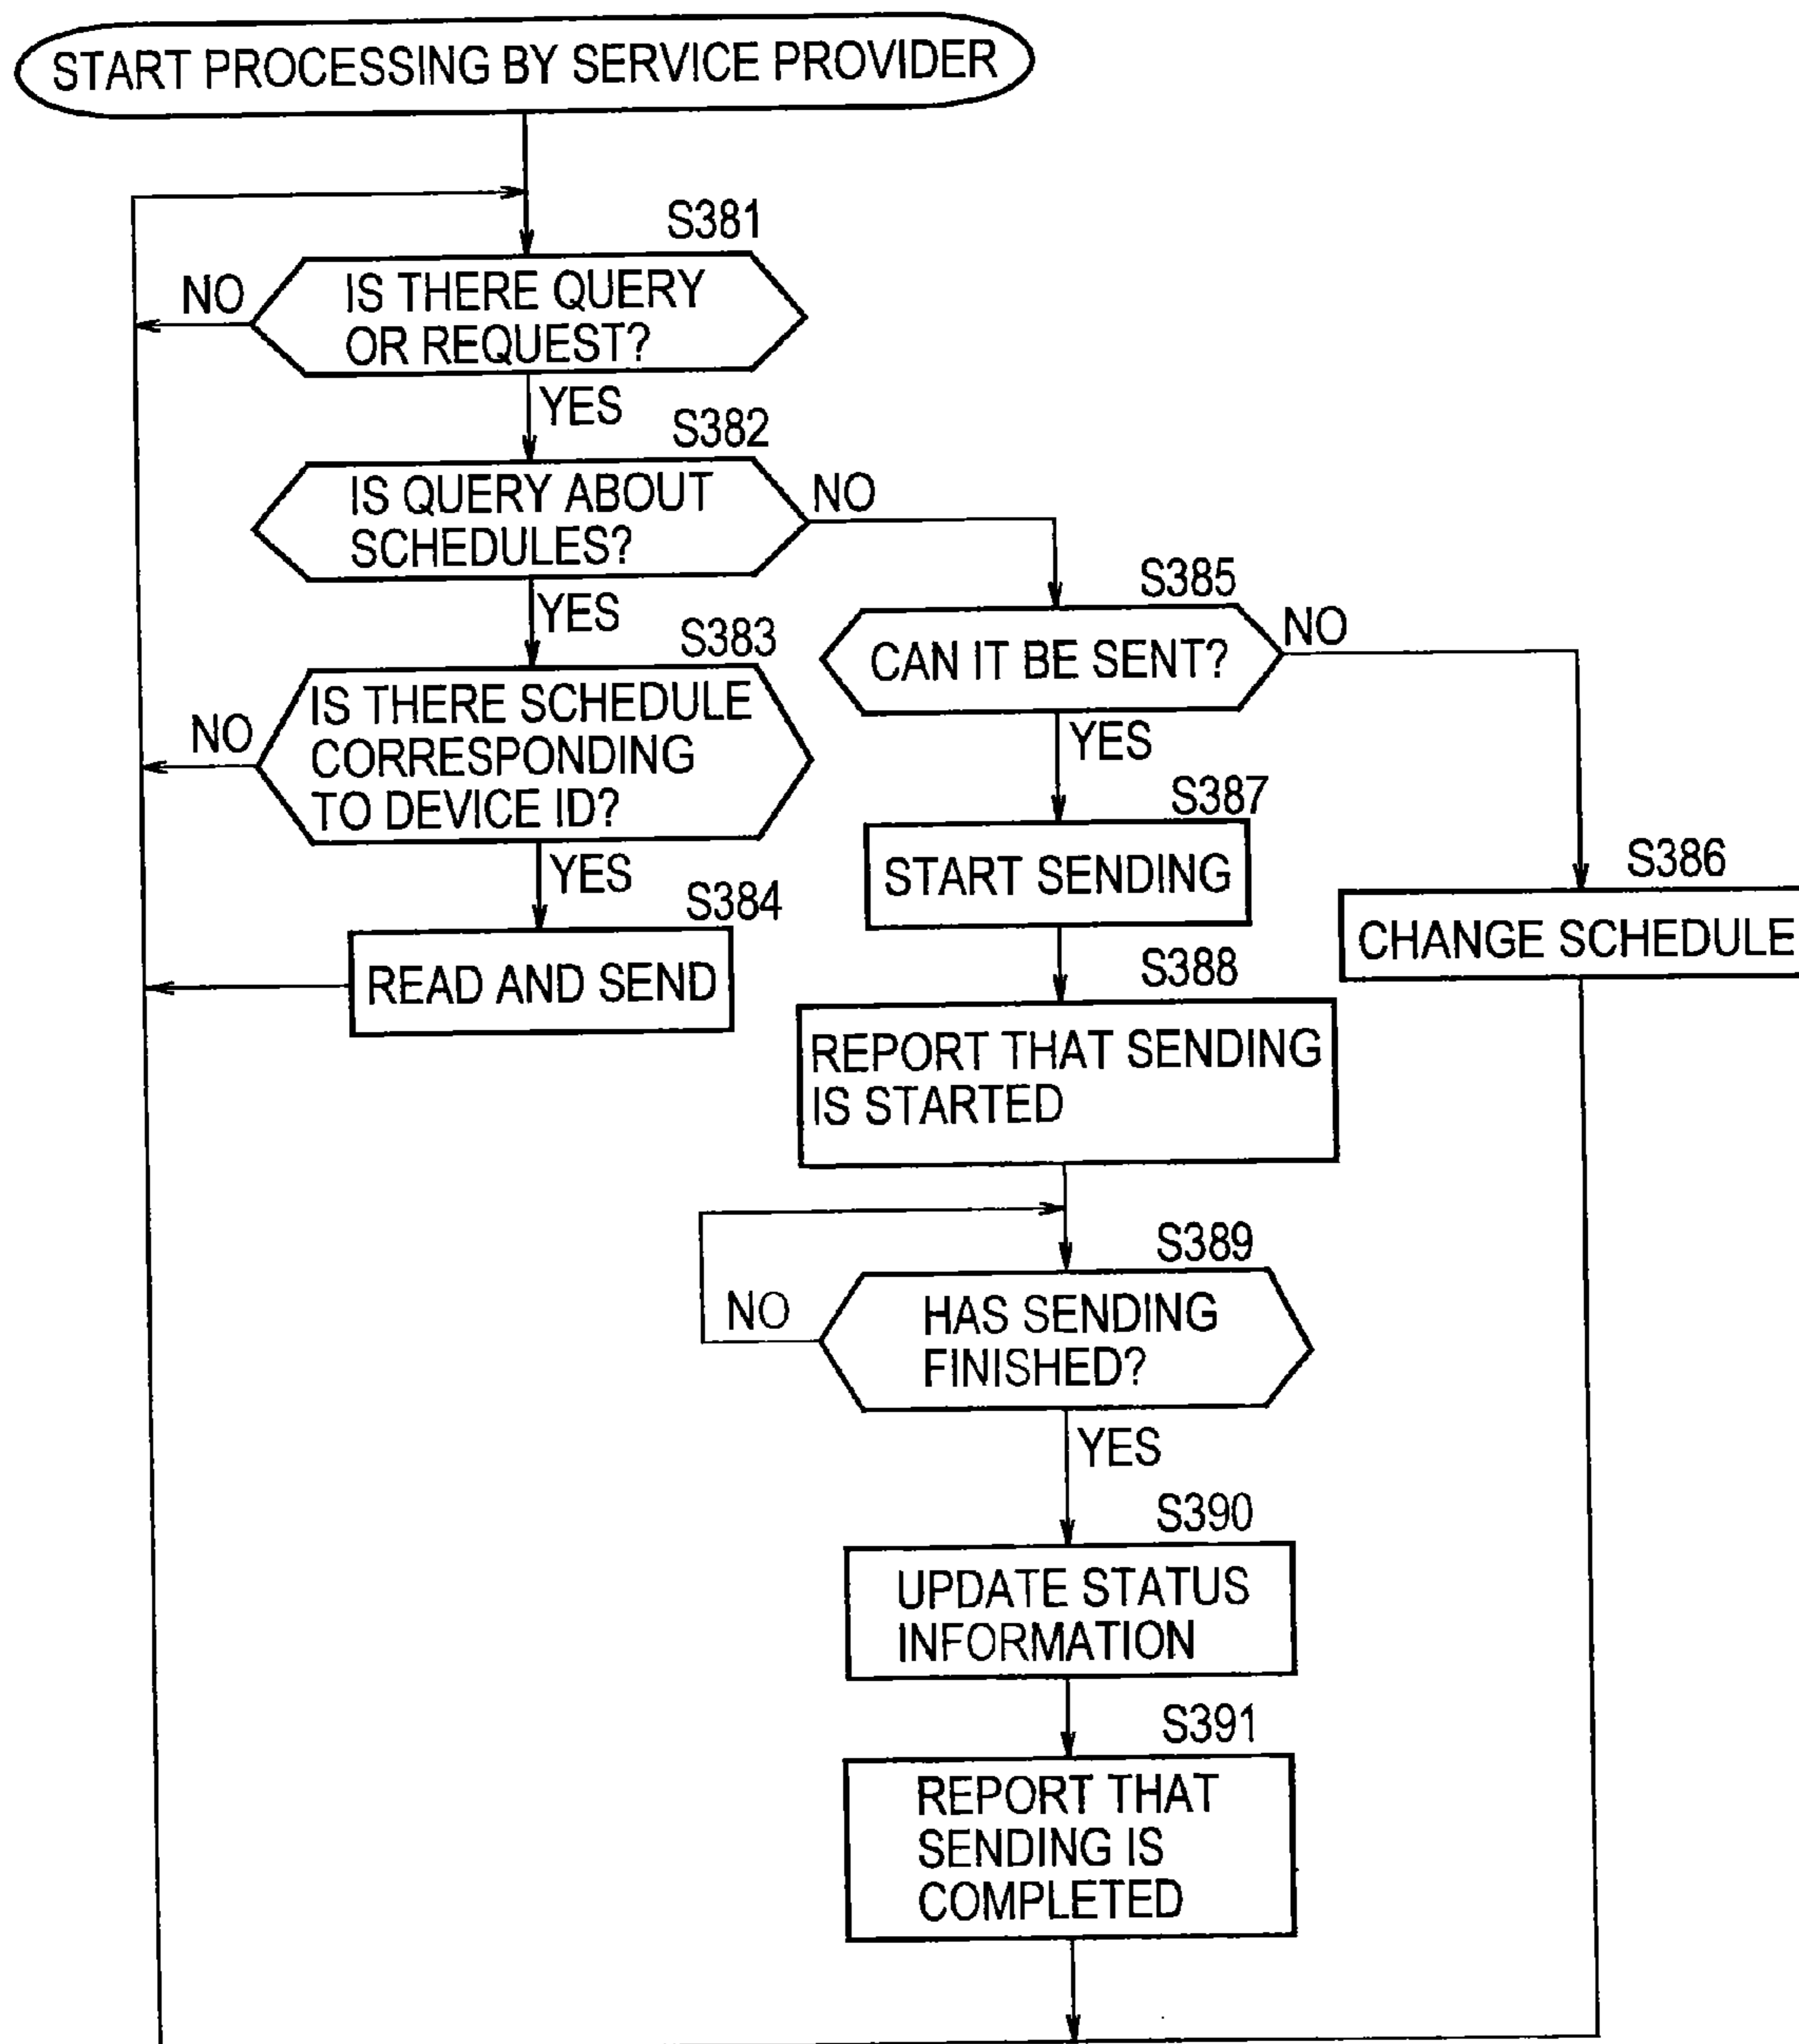 START PROCESSING BY SERVICE PROVIDER
S381
NO
IS THERE QUERY
OR REQUEST?
YES
S382
IS QUERY ABOUT
SCHEDULES?
NO
YES
S383
NO
IS THERE SCHEDULE
CORRESPONDING
TO DEVICE ID?
YES
S384
READ AND SEND
S385
CAN IT BE SENT?
NO
YES
S386
CHANGE SCHEDULE
S387
START SENDING
S388
REPORT THAT SENDING
IS STARTED
S389
NO
HAS SENDING
FINISHED?
YES
S390
UPDATE STATUS
INFORMATION
S391
REPORT THAT
SENDING IS
COMPLETED